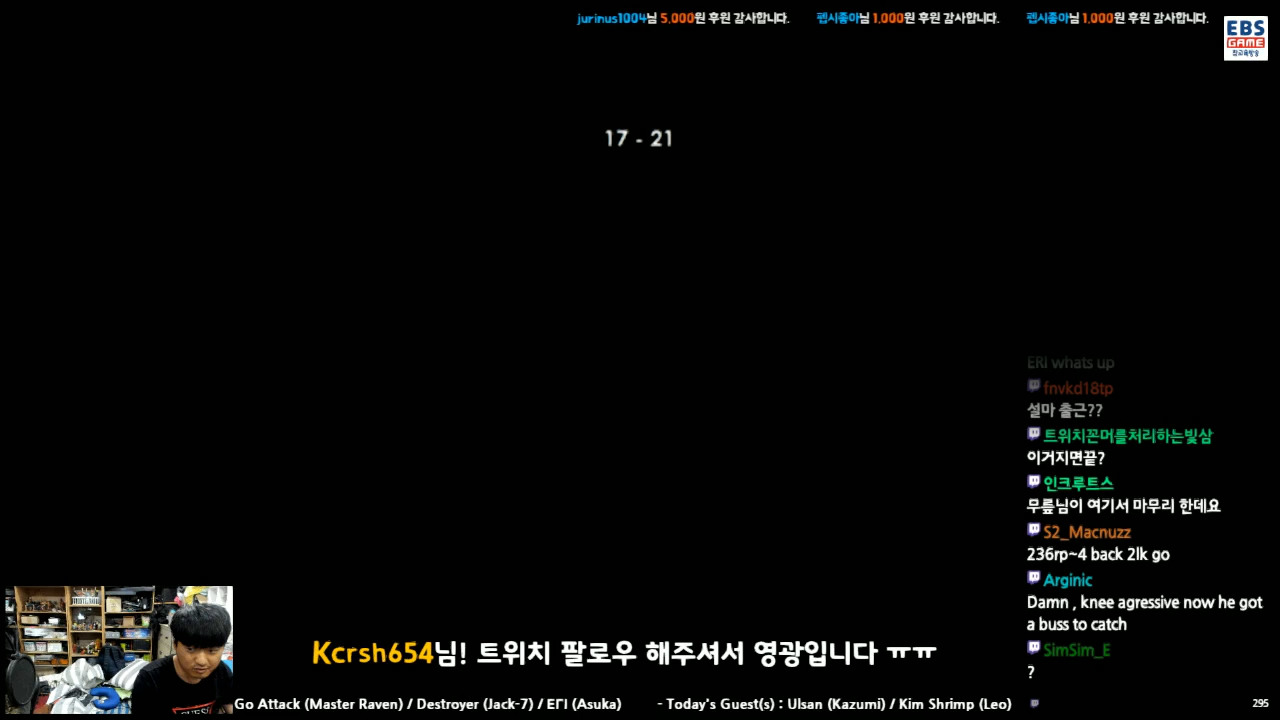 jurinus1004님 5,000원 후원 감사합니다. 펩시좋아님 1,000원 후원 감사합니다. 펩시좋아님 1,000원 후원 감사합니다.
EBS
GAME
참교육방송
17 - 21
ERI whats up
fnvkd18tp
설마 출근??
트위치꼰머를처리하는빛삼
이거지면끝?
인크루트스
무릎님이 여기서 마무리 한데요
S2_Macnuzz
236rp~4 back 2lk go
Arginic
Damn , knee agressive now he got
a buss to catch
SimSim_E
?
Kcrsh654님! 트위치 팔로우 해주셔서 영광입니다 ㅠㅠ
Go Attack (Master Raven) / Destroyer (Jack-7) / EΓI (Asuka) - Today's Guest(s) : Ulsan (Kazumi) / Kim Shrimp (Leo)
295